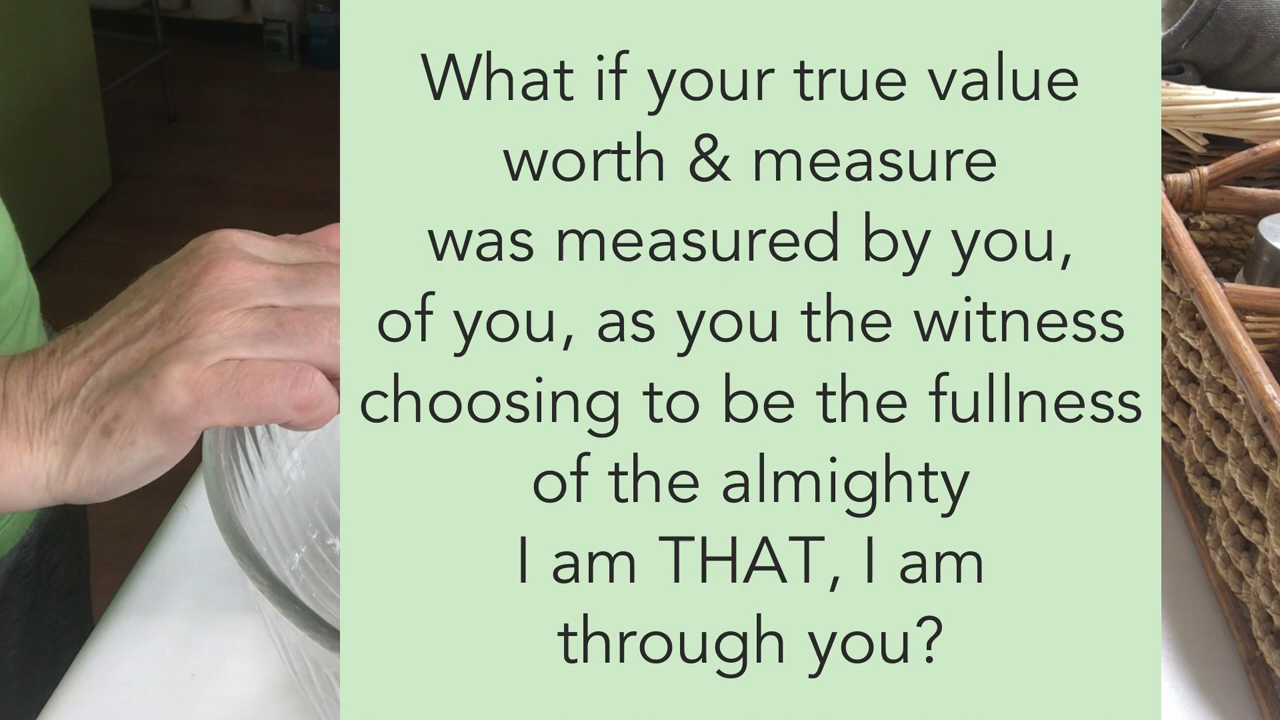 What if your true value
worth & measure
was measured by you,
of you, as you the witness
choosing to be the fullness
of the almighty
I am THAT, I am
through you?